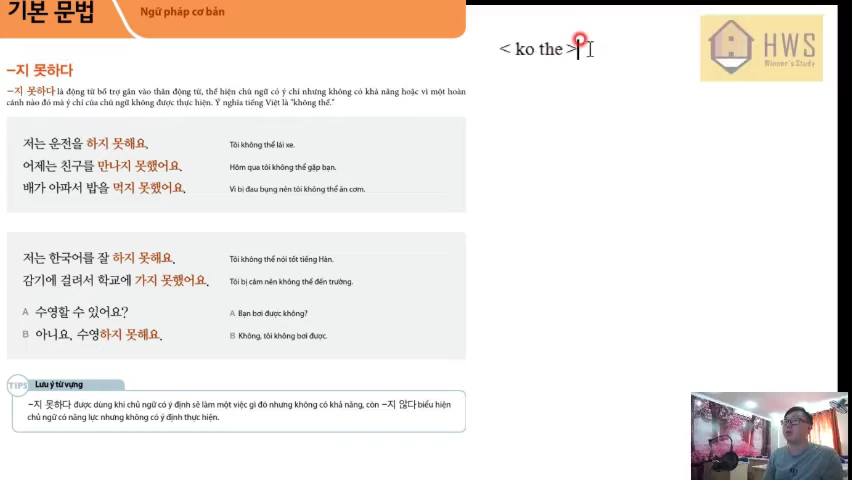 기본 문법
Ngữ pháp cơ bản
–지 못하다
–지 못하다 là động từ bổ trợ gắn vào thân động từ, thể hiện chủ ngữ có ý chí nhưng không có khả năng hoặc vì một hoàn
cảnh nào đó mà ý chí của chủ ngữ không được thực hiện. Ý nghĩa tiếng Việt là "không thể."
저는 운전을 하지 못해요. Tôi không thể lái xe.
어제는 친구를 만나지 못했어요. Hôm qua tôi không thể gặp bạn.
배가 아파서 밥을 먹지 못했어요. Vì bị đau bụng nên tôi không thể ăn cơm.
저는 한국어를 잘 하지 못해요. Tôi không thể nói tốt tiếng Hàn.
감기에 걸려서 학교에 가지 못했어요. Tôi bị cảm nên không thể đến trường.
A 수영할 수 있어요? A Bạn bơi được không?
B 아니요, 수영하지 못해요. B Không, tôi không bơi được.
TIPS Lưu ý từ vựng
–지 못하다 được dùng khi chủ ngữ có ý định sẽ làm một việc gì đó nhưng không có khả năng, còn –지 않다 biểu hiện
chủ ngữ có năng lực nhưng không có ý định thực hiện.
< ko the >
HWS
Winner's Study